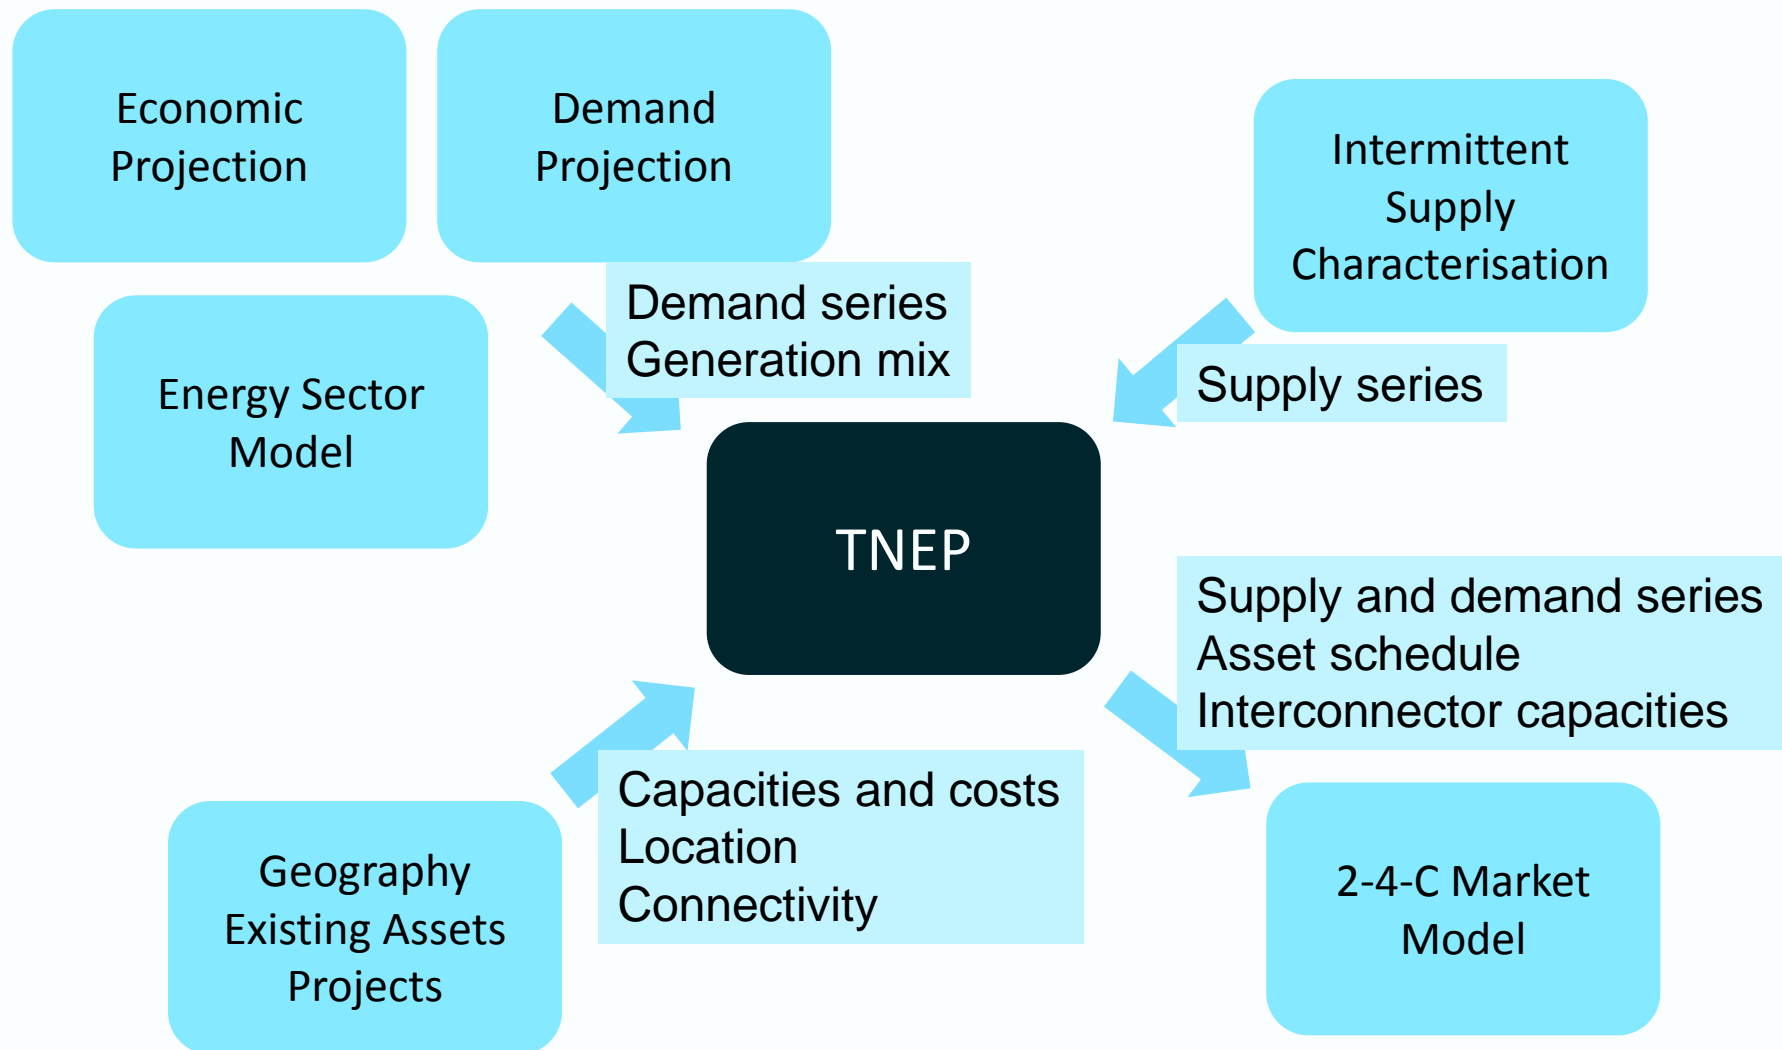 Economic
Projection
Demand
Projection
Intermittent
Supply
Characterisation
Demand series
Generation mix
Supply series
Energy Sector
Model
TNEP
Supply and demand series
Asset schedule
Interconnector capacities
Capacities and costs
Location
Connectivity
Geography
Existing Assets
Projects
2-4-C Market
Model